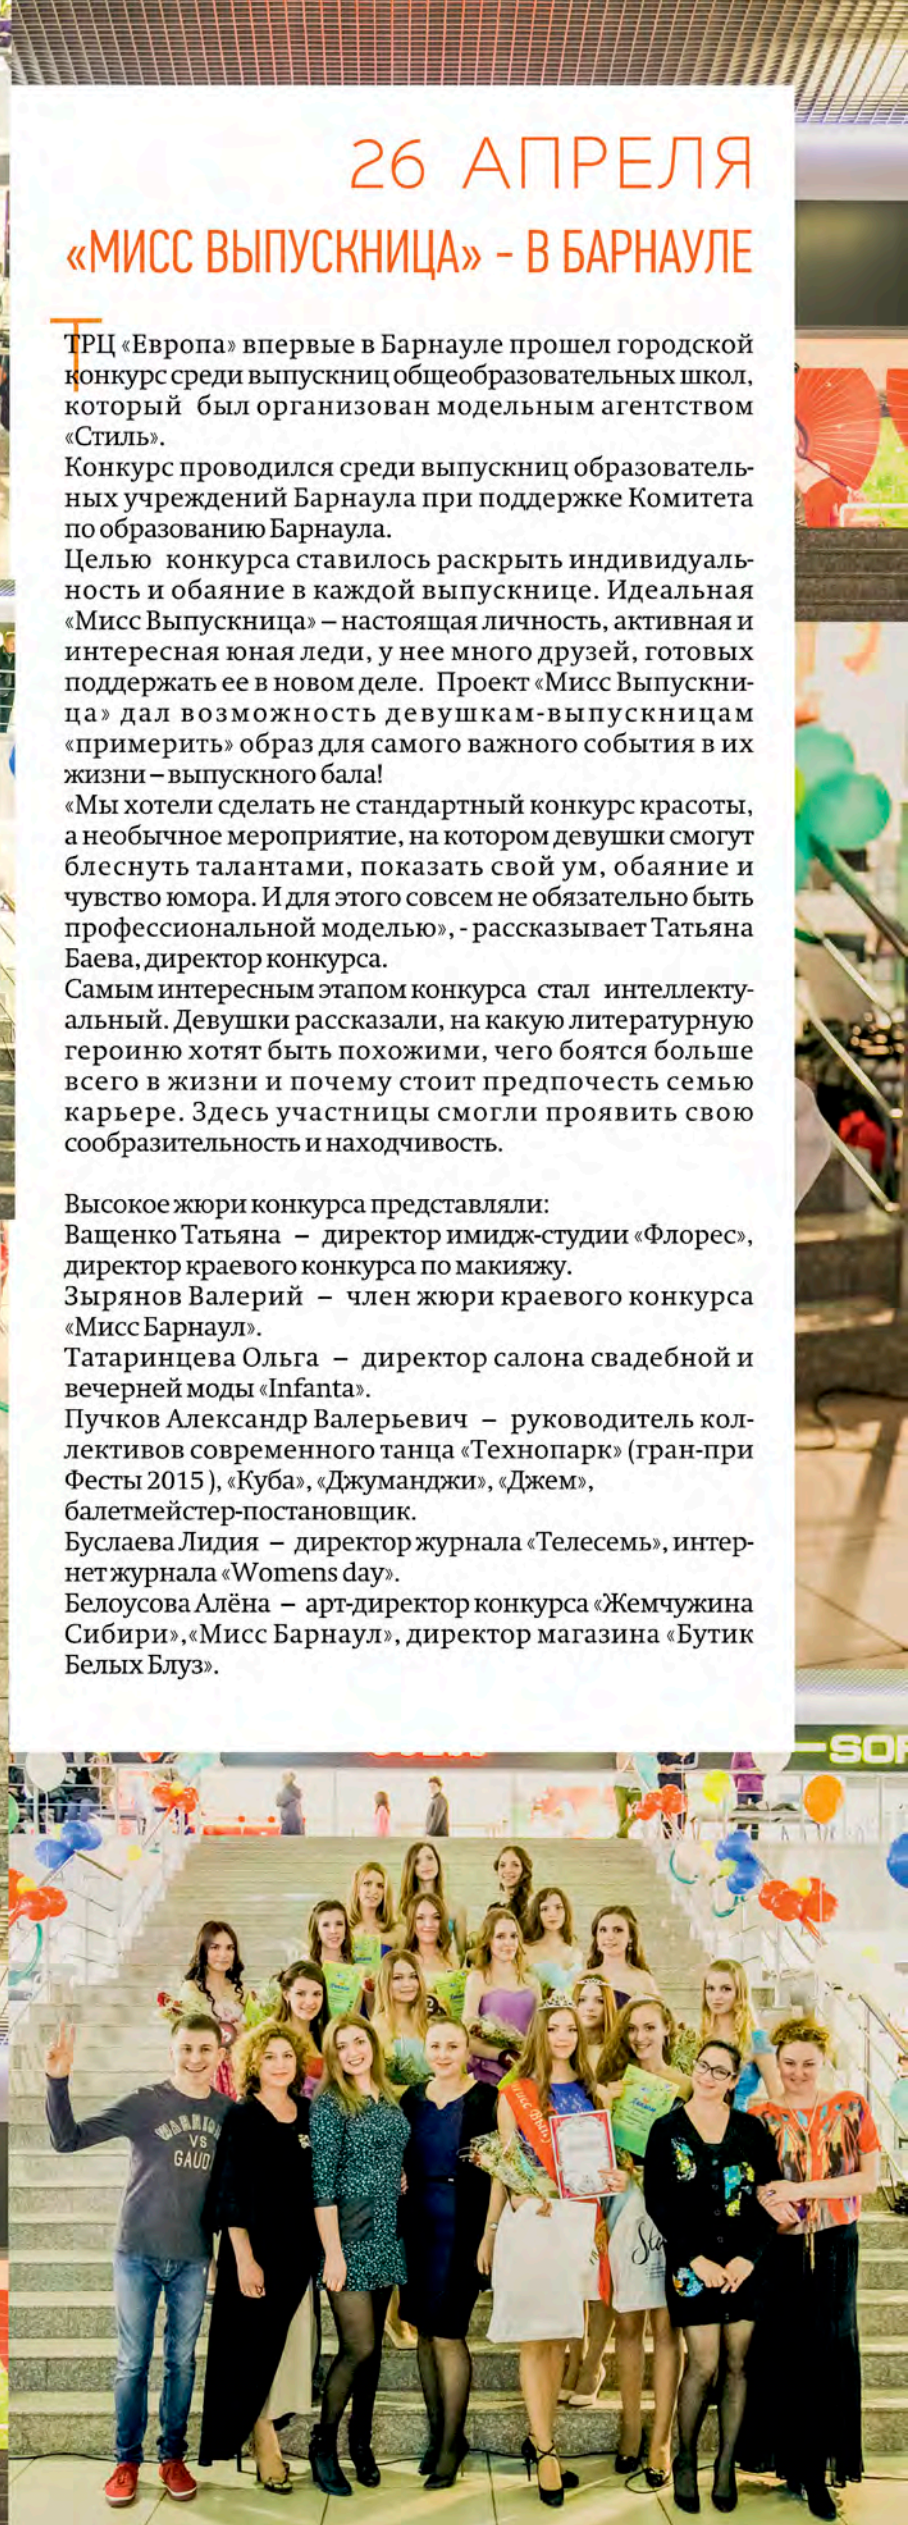 26 АПРЕЛЯ
«МИСС ВЫПУСКНИЦА» - В БАРНАУЛЕ
ТРЦ «Европа» впервые в Барнауле прошел городской
конкурс среди выпускниц общеобразовательных школ,
который был организован модельным агентством
«Стиль».
Конкурс проводился среди выпускниц образователь-
ных учреждений Барнаула при поддержке Комитета
по образованию Барнаула.
Целью конкурса ставилось раскрыть индивидуаль-
ность и обаяние в каждой выпускнице. Идеальная
«Мисс Выпускница» – настоящая личность, активная и
интересная юная леди, у нее много друзей, готовых
поддержать ее в новом деле. Проект «Мисс Выпускни-
ца» дал возможность девушкам-выпускницам
«примерить» образ для самого важного события в их
жизни – выпускного бала!
«Мы хотели сделать не стандартный конкурс красоты,
а необычное мероприятие, на котором девушки смогут
блеснуть талантами, показать свой ум, обаяние и
чувство юмора. И для этого совсем не обязательно быть
профессиональной моделью», - рассказывает Татьяна
Баева, директор конкурса.
Самым интересным этапом конкурса стал интеллекту-
альный. Девушки рассказали, на какую литературную
героиню хотят быть похожими, чего боятся больше
всего в жизни и почему стоит предпочесть семью
карьере. Здесь участницы смогли проявить свою
сообразительность и находчивость.
Высокое жюри конкурса представляли:
Ващенко Татьяна – директор имидж-студии «Флорес»,
директор краевого конкурса по макияжу.
Зырянов Валерий – член жюри краевого конкурса
«Мисс Барнаул».
Татаринцева Ольга – директор салона свадебной и
вечерней моды «Infanta».
Пучков Александр Валерьевич – руководитель кол-
лективов современного танца «Технопарк» (гран-при
Фесты 2015 ), «Куба», «Джуманджи», «Джем»,
балетмейстер-постановщик.
Буслаева Лидия – директор журнала «Телесемь», интер-
нет журнала «Womens day».
Белоусова Алёна – арт-директор конкурса «Жемчужина
Сибири»,«Мисс Барнаул», директор магазина «Бутик
Белых Блуз».
WARRIOR
VS
GAUD